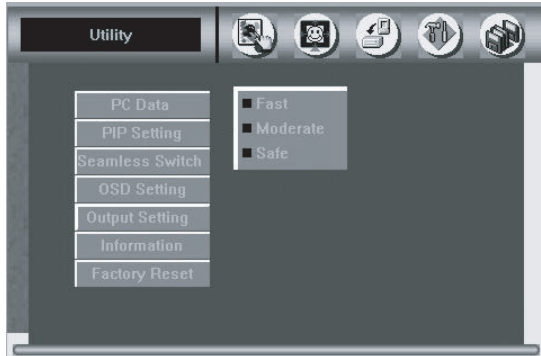 Utility
PC Data
PIP Setting
Seamless Switch
OSD Setting
Output Setting
Information
Factory Reset
Fast
Moderate
Safe